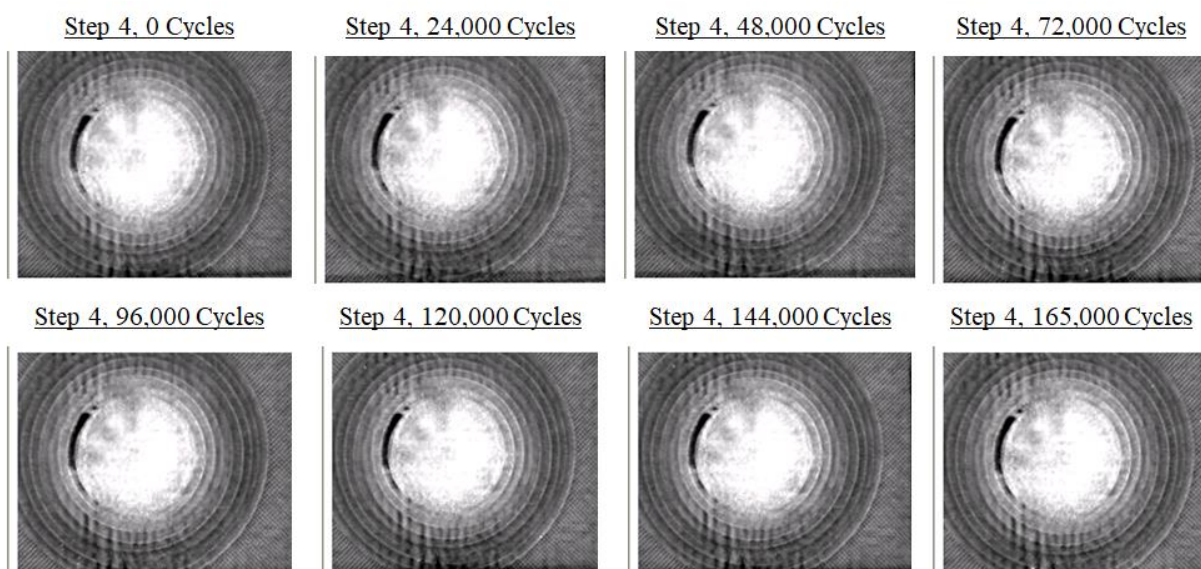 Step 4, 0 Cycles
Step 4, 24,000 Cycles
Step 4, 48,000 Cycles
Step 4, 72,000 Cycles
Step 4, 96,000 Cycles
Step 4, 120,000 Cycles
Step 4, 144,000 Cycles
Step 4, 165,000 Cycles